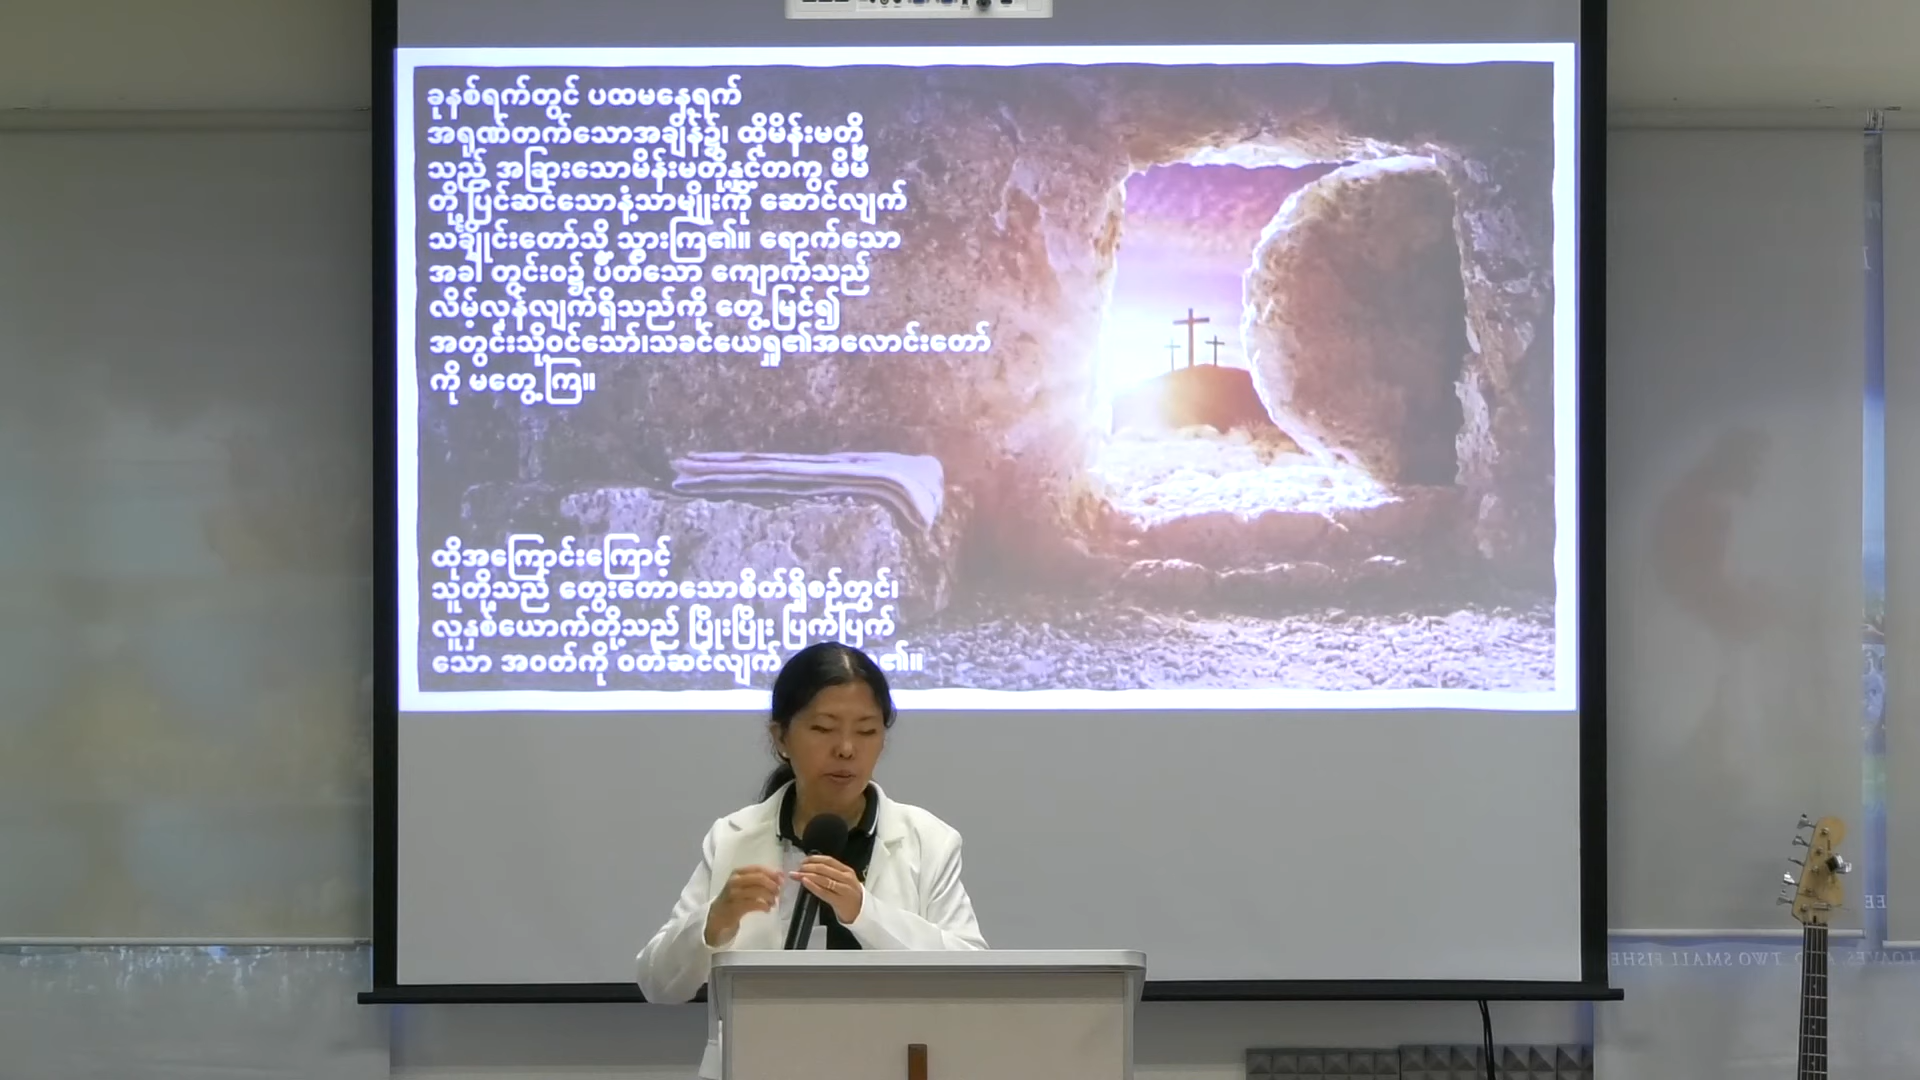 ခုနစ်ရက်တွင် ပထမနေ့ရက်
အရုဏ်တက်သောအချိန်၌၊ ထိုမိန်းမတို့
သည် အခြားသောမိန်းမတို့နှင့်တကွ မိမိ
တို့ပြင်ဆင်သောနံ့သာမျိုးကို ဆောင်လျက်
သင်္ချိုင်းတော်သို့ သွားကြ၏။ ရောက်သော
အခါ တွင်းဝ၌ ပိတ်သော ကျောက်သည်
လိမ့်လှန်လျက်ရှိသည်ကို တွေ့မြင်၍
အတွင်းသို့ဝင်သော်၊သခင်ယေရှု၏အလောင်းတော်
ကို မတွေ့ကြ။
ထိုအကြောင်းကြောင့်
သူတို့သည် တွေးတောသောစိတ်ရှိစဉ်တွင်၊
လူနှစ်ယောက်တို့သည် ပြိုးပြိုး ပြက်ပြက်
သော အဝတ်ကို ဝတ်ဆင်လျက်
LOAVES AND TWO SMALL FISHE